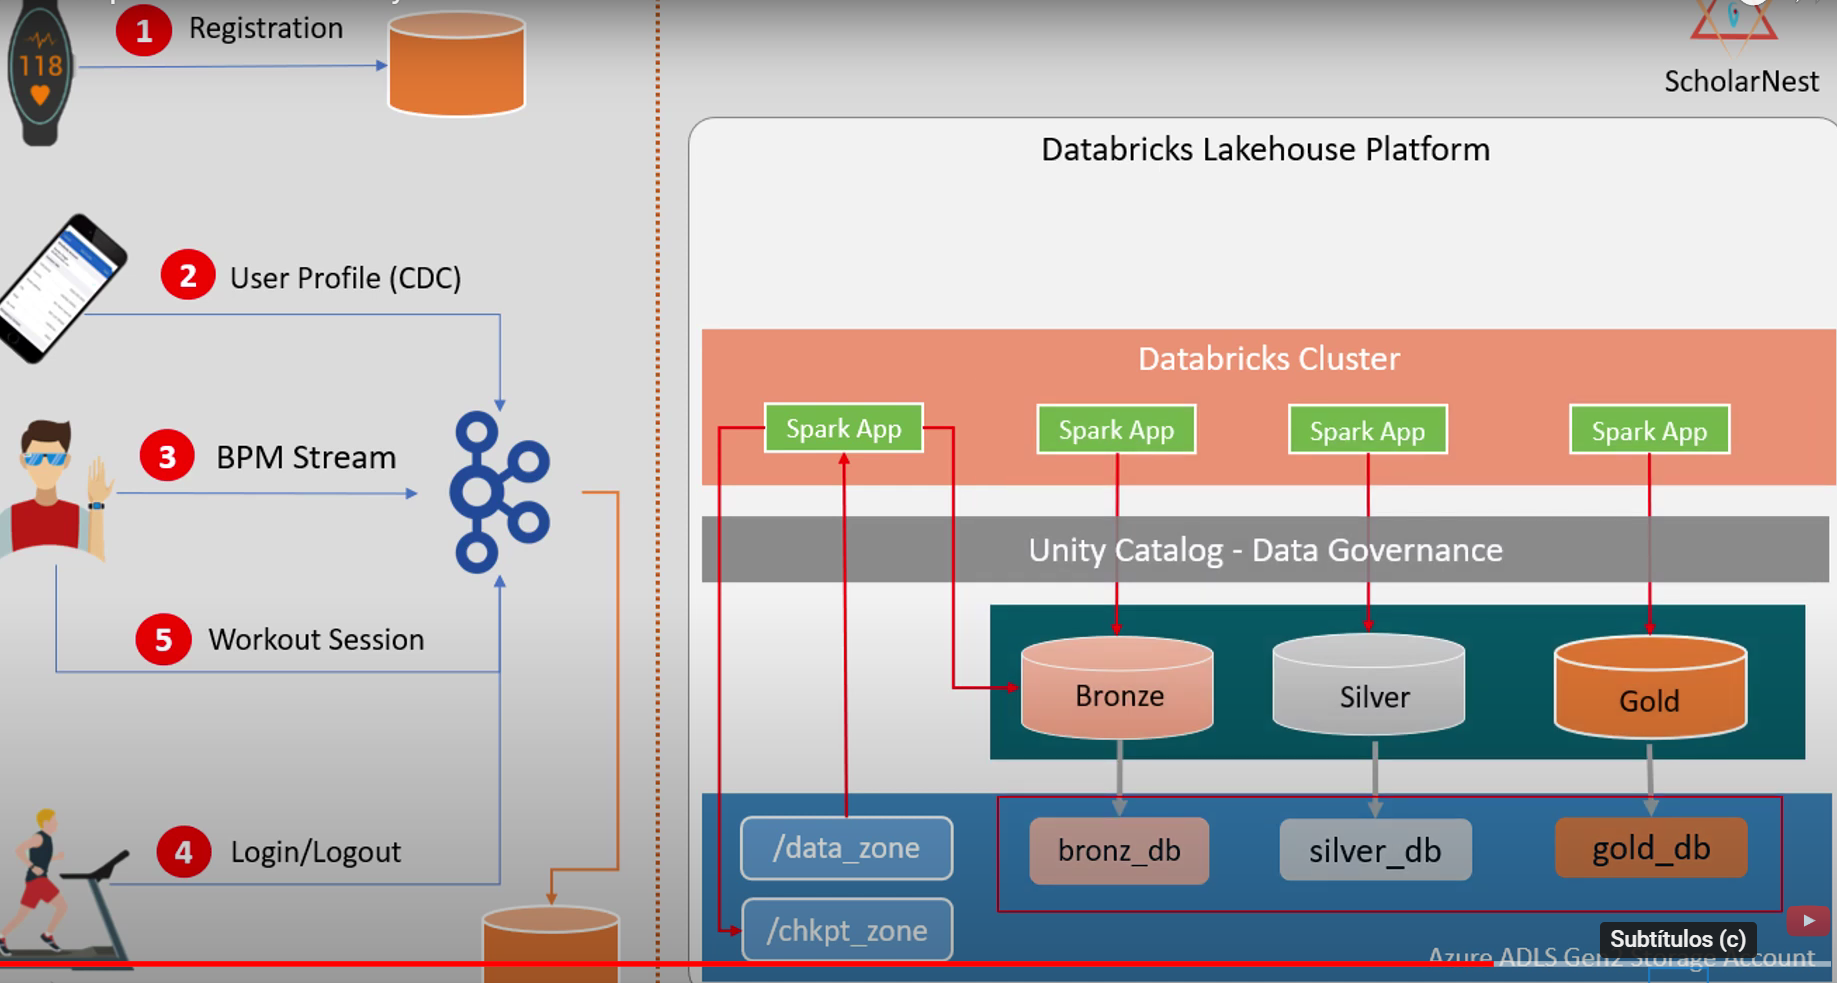 1 Registration
118
ScholarNest
Databricks Lakehouse Platform
2 User Profile (CDC)
Databricks Cluster
Spark App Spark App Spark App Spark App
3 BPM Stream
Unity Catalog - Data Governance
5 Workout Session
Bronze Silver Gold
4 Login/Logout
/data_zone bronz_db silver_db gold_db
/chkpt_zone
Subtítulos (c)
Azure ADLS Gen2 Storage Account